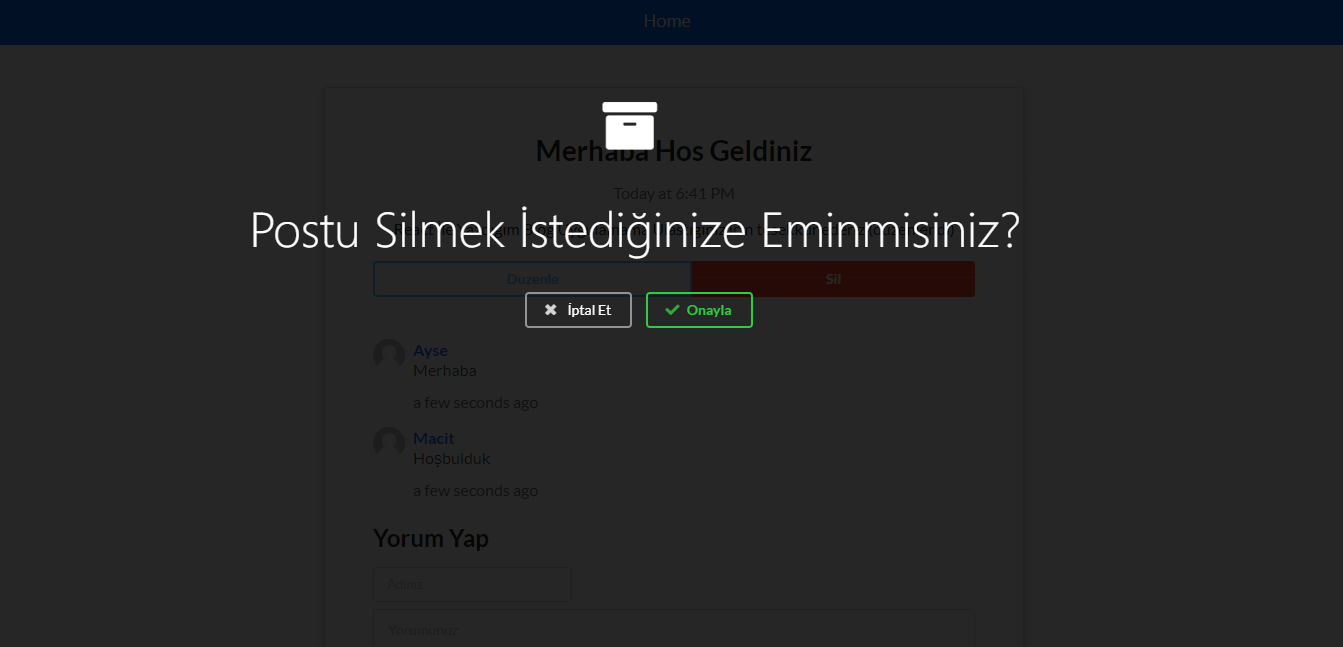 Home
Merhaba Hos Geldiniz
Today at 6:41 PM
Postu Silmek İstediğinize Eminmisiniz?
Duzenle
Sil
İptal Et
Onayla
Ayse
Merhaba
a few seconds ago
Macit
Hoşbulduk
a few seconds ago
Yorum Yap
Adiniz
Yorumunuz